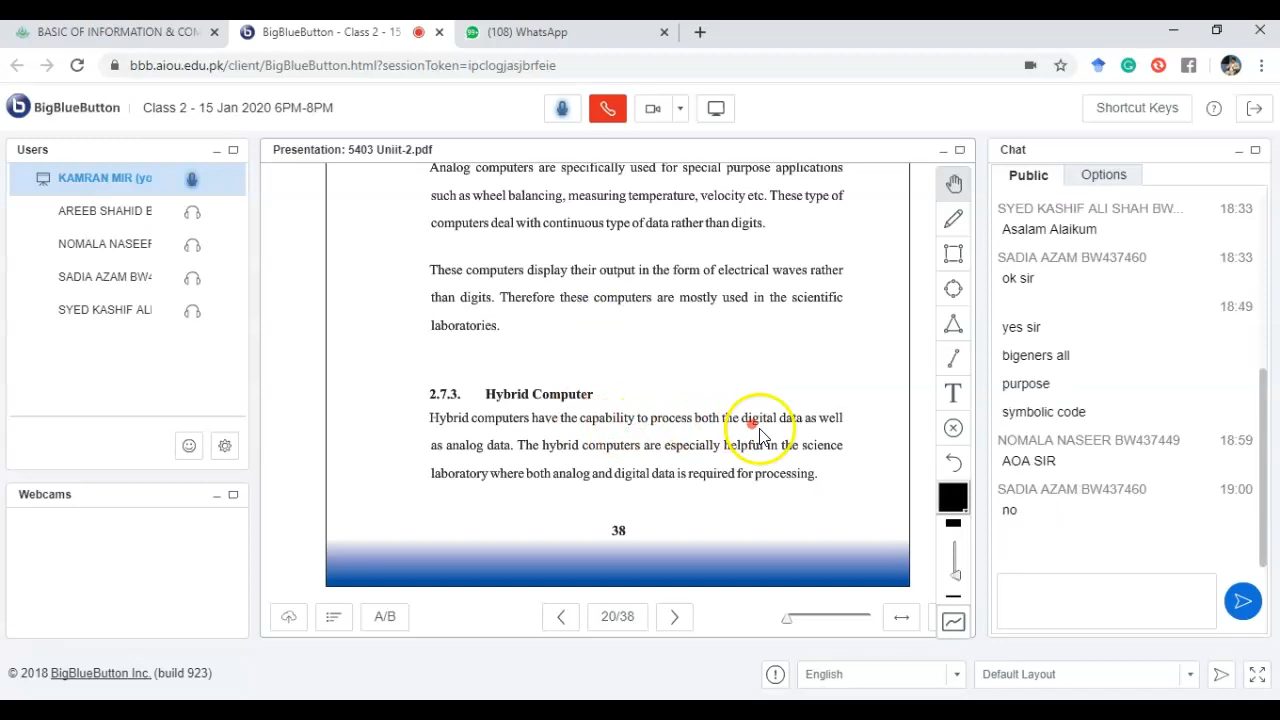 BASIC OF INFORMATION & COM
BigBlueButton - Class 2 - 15
99+
(108) WhatsApp
bbb.aiou.edu.pk/client/BigBlueButton.html?sessionToken=ipclogjasjbrfeie
BigBlueButton
Class 2 - 15 Jan 2020 6PM-8PM
Shortcut Keys
Users
KAMRAN MIR (yo
AREEB SHAHID B
NOMALA NASEER
SADIA AZAM BW4
SYED KASHIF ALI
Webcams
Presentation: 5403 Uniit-2.pdf
Analog computers are specifically used for special purpose applications
such as wheel balancing, measuring temperature, velocity etc. These type of
computers deal with continuous type of data rather than digits.
These computers display their output in the form of electrical waves rather
than digits. Therefore these computers are mostly used in the scientific
laboratories.
2.7.3. Hybrid Computer
Hybrid computers have the capability to process both the digital data as well
as analog data. The hybrid computers are especially helpful in the science
laboratory where both analog and digital data is required for processing.
38
A/B
20/38
T
Chat
Public
Options
SYED KASHIF ALI SHAH BW... 18:33
Asalam Alaikum
SADIA AZAM BW437460 18:33
ok sir
18:49
yes sir
bigeners all
purpose
symbolic code
NOMALA NASEER BW437449 18:59
AOA SIR
SADIA AZAM BW437460 19:00
no
© 2018 BigBlueButton Inc. (build 923)
English
Default Layout